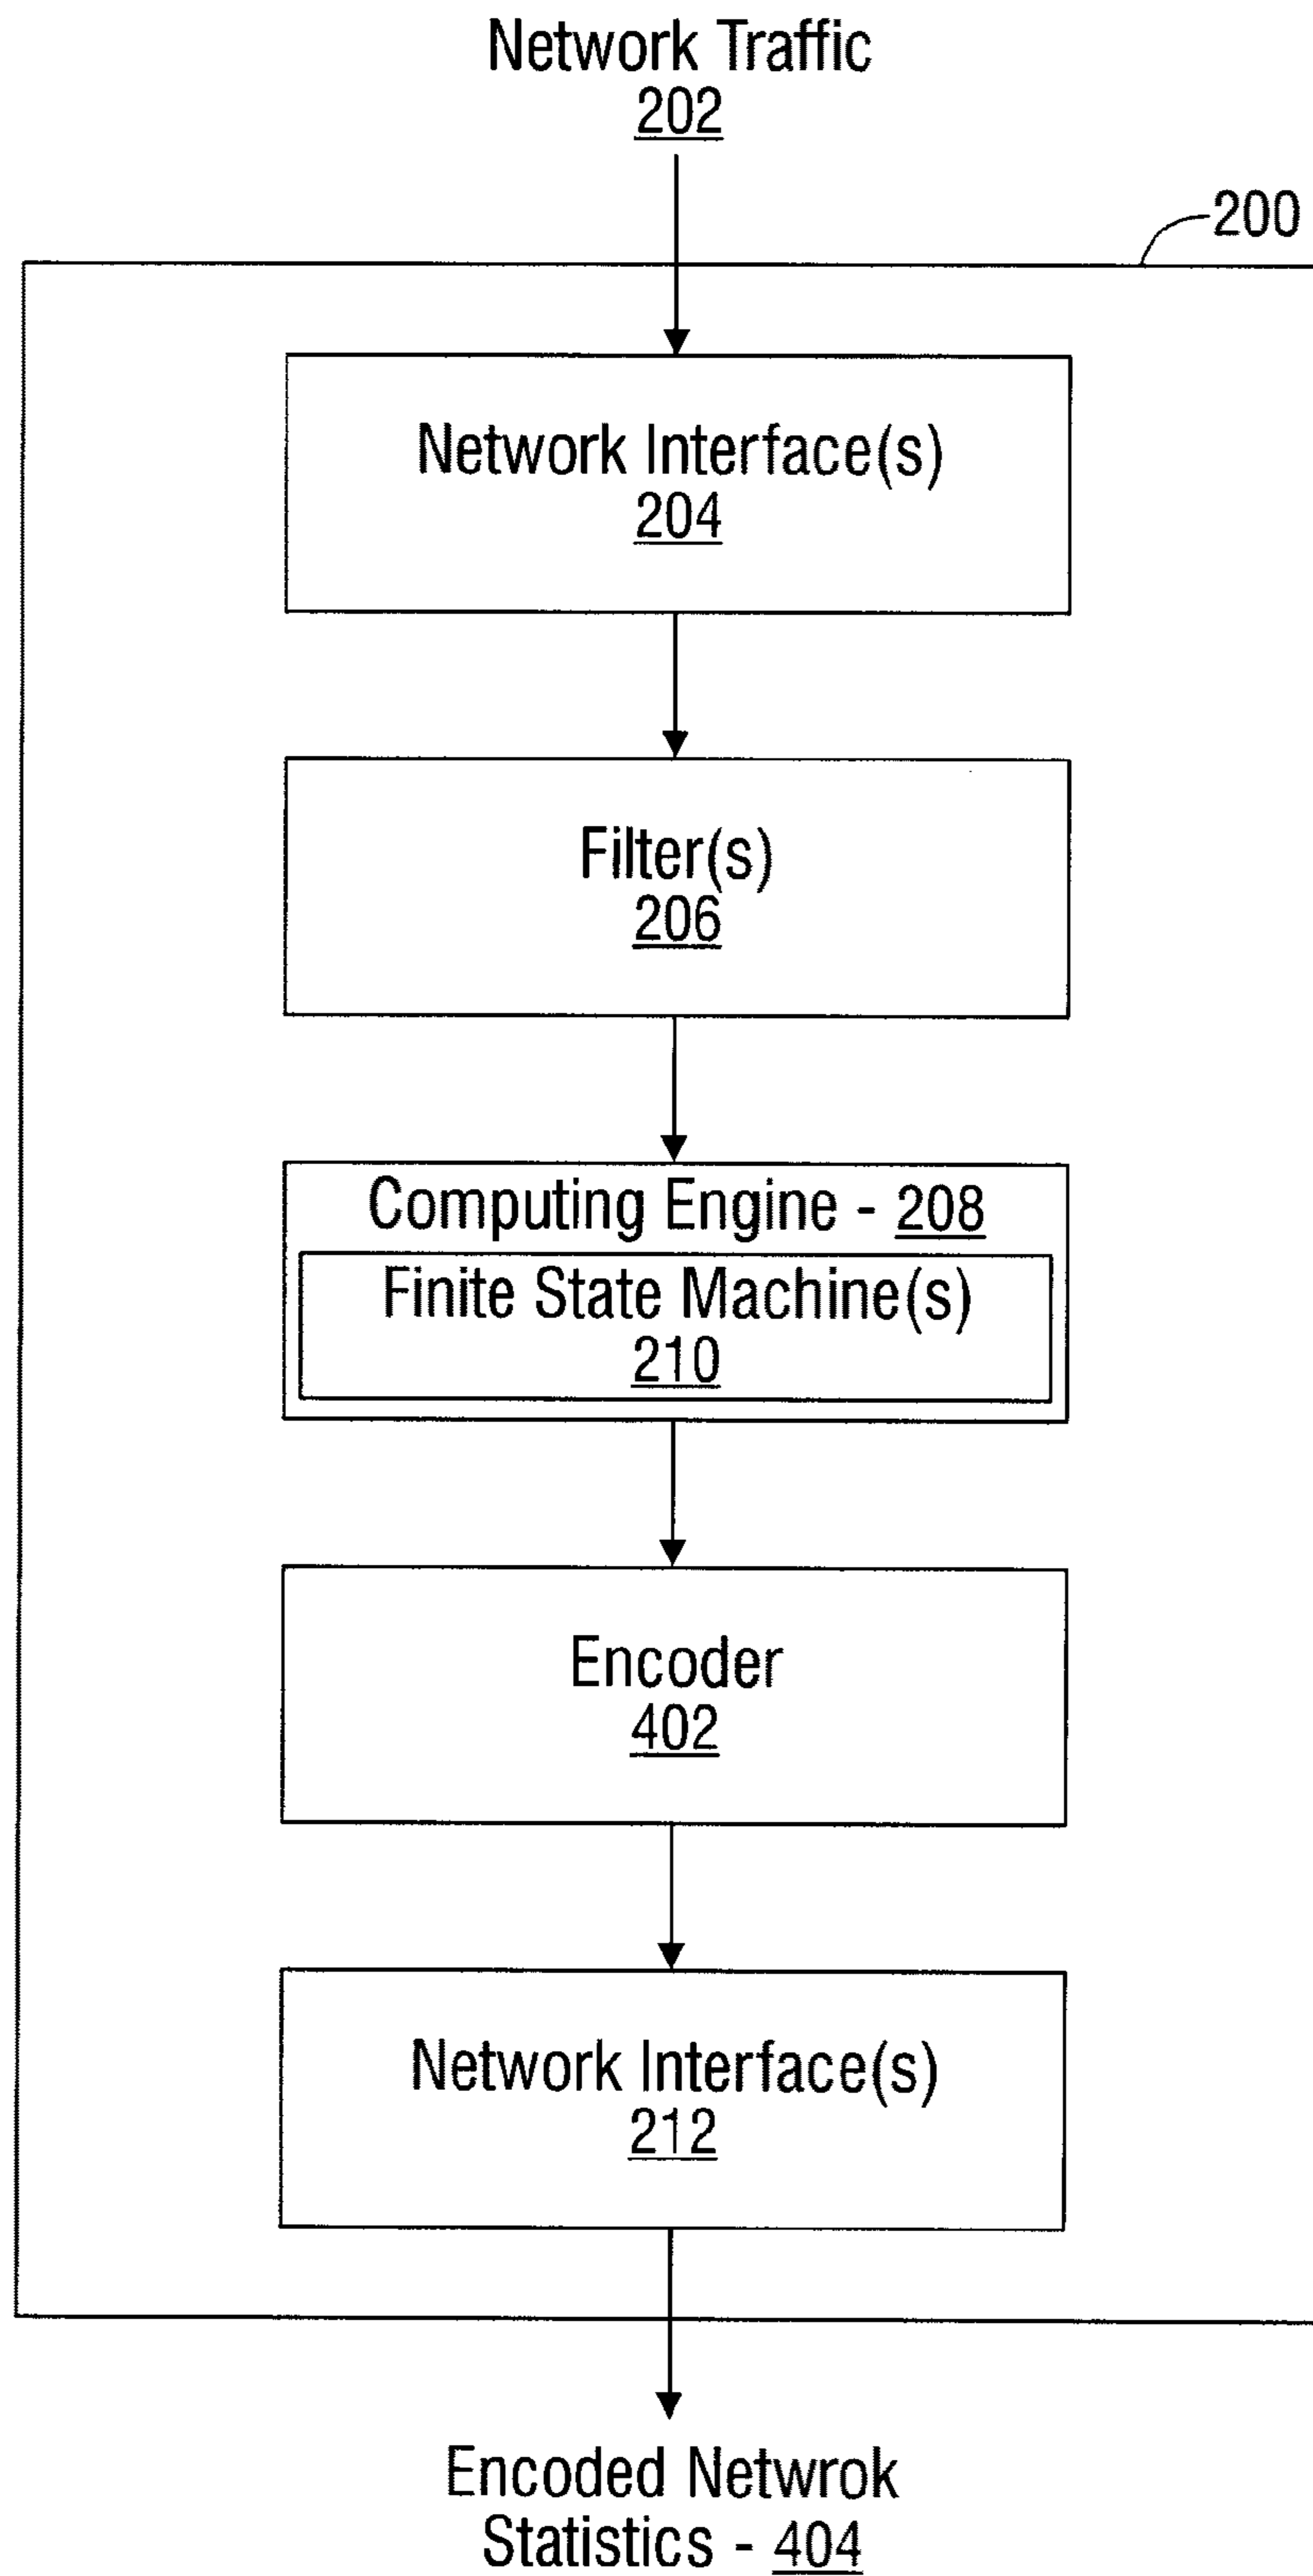 Network Traffic
202
200
Network Interface(s)
204
Filter(s)
206
Computing Engine - 208
Finite State Machine(s)
210
Encoder
402
Network Interface(s)
212
Encoded Netwrok
Statistics - 404